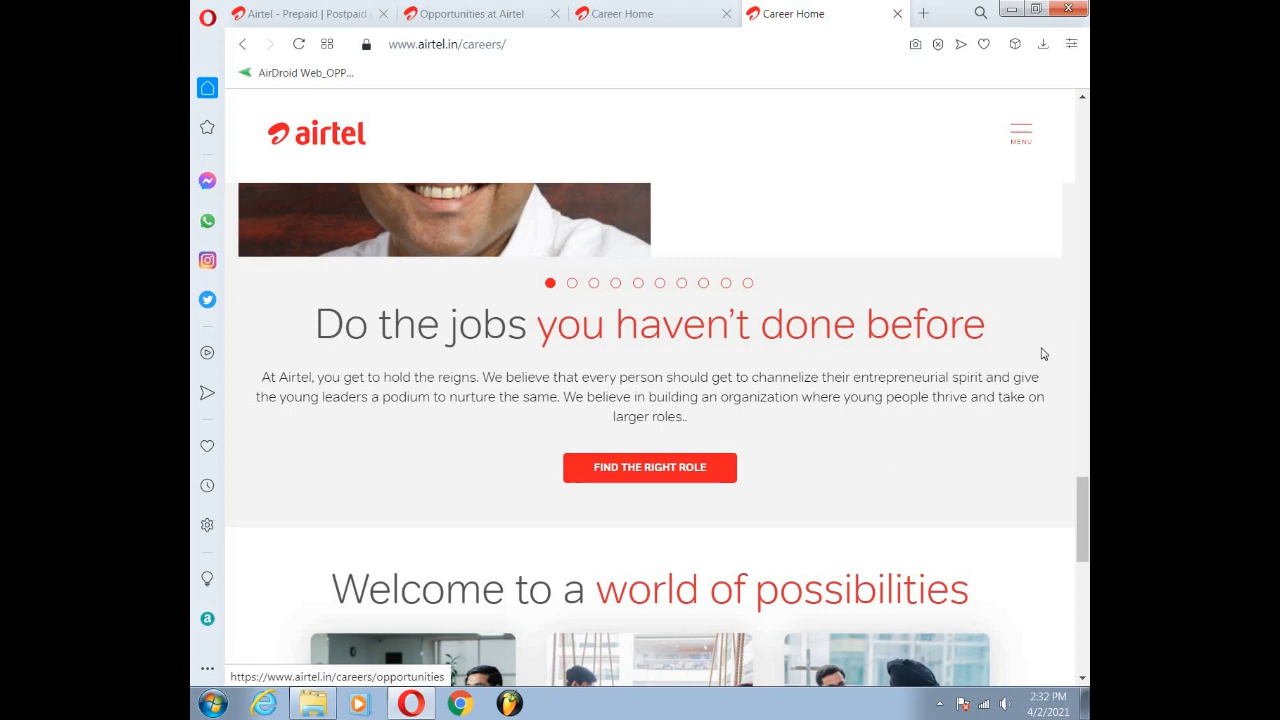 Airtel - Prepaid | Postpaid
Opportunities at Airtel
Career Home
Career Home
www.airtel.in/careers/
AirDroid Web_OPP...
airtel
MENU
Do the jobs you haven't done before
At Airtel, you get to hold the reigns. We believe that every person should get to channelize their entrepreneurial spirit and give
the young leaders a podium to nurture the same. We believe in building an organization where young people thrive and take on
larger roles..
FIND THE RIGHT ROLE
Welcome to a world of possibilities
https://www.airtel.in/careers/opportunities
2:32 PM
4/2/2021